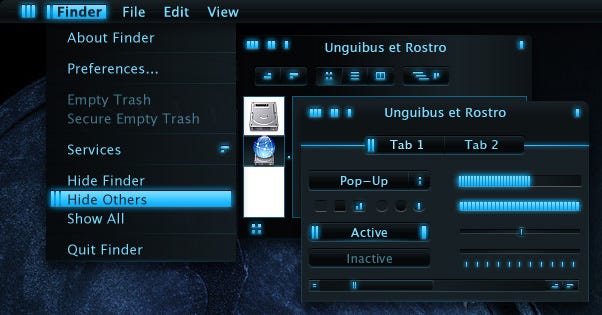 Finder File Edit View
About Finder
Preferences...
Empty Trash
Secure Empty Trash
Services
Hide Finder
Hide Others
Show All
Quit Finder
Unguibus et Rostro
Unguibus et Rostro
Tab 1 Tab 2
Pop-Up
Active
Inactive